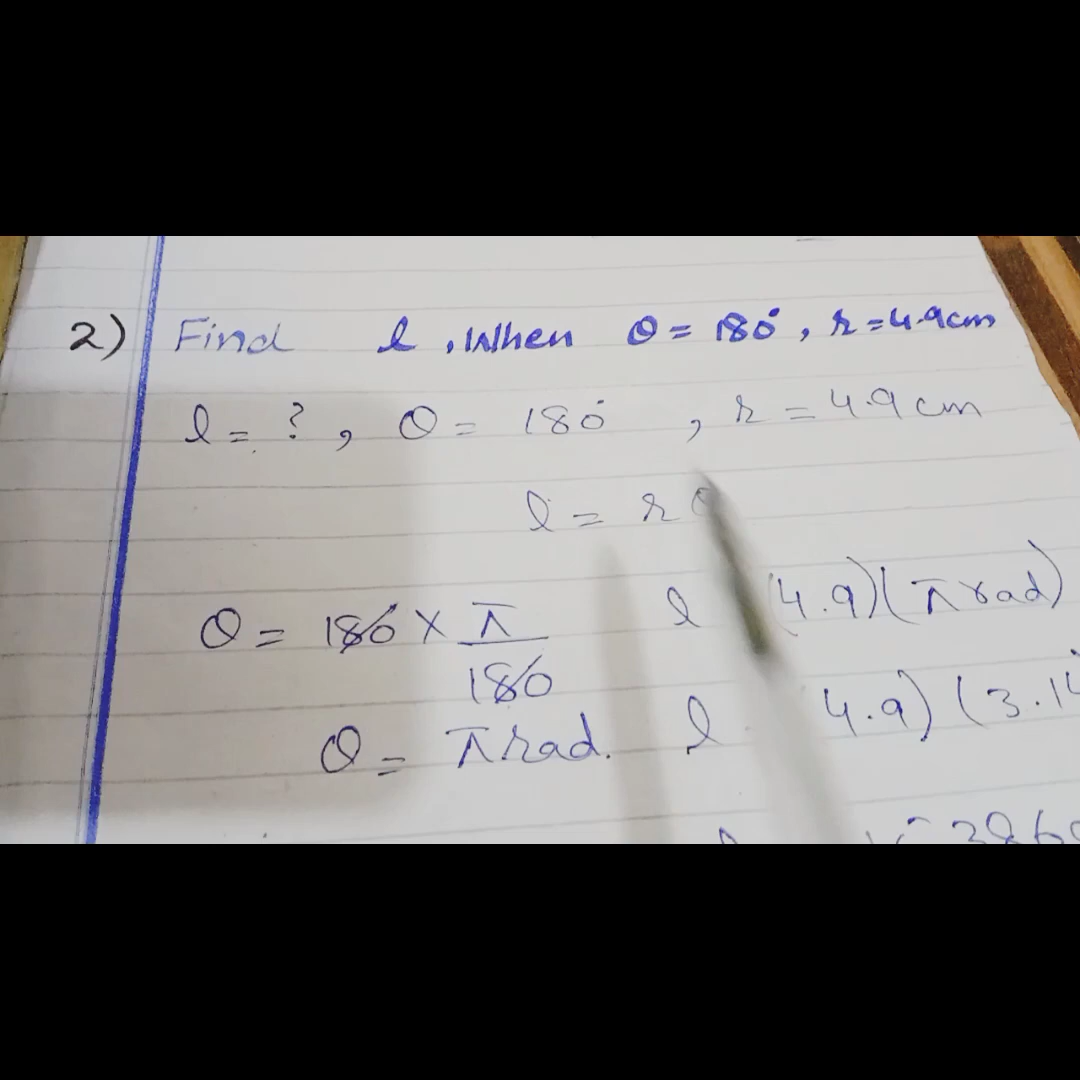 2) Find l , When θ = 180°, r = 4.9cm
l = ? , θ = 180° , r = 4.9 cm
l = r
θ = 180 × π/180
l (4.9)(π rad)
θ = π rad.
l 4.9) (3.14